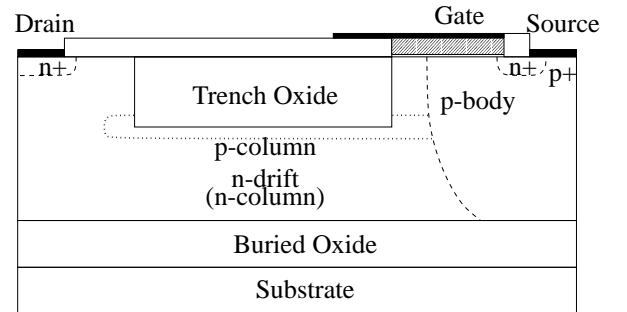 Drain Gate Source
n+ n+ p+
Trench Oxide p-body
p-column
n-drift
(n-column)
Buried Oxide
Substrate